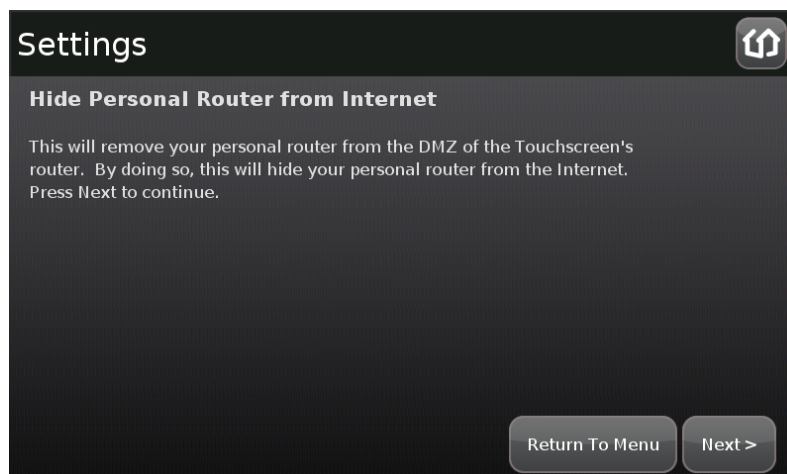 Settings
Hide Personal Router from Internet
This will remove your personal router from the DMZ of the Touchscreen's
router.  By doing so, this will hide your personal router from the Internet.
Press Next to continue.
Return To Menu
Next >